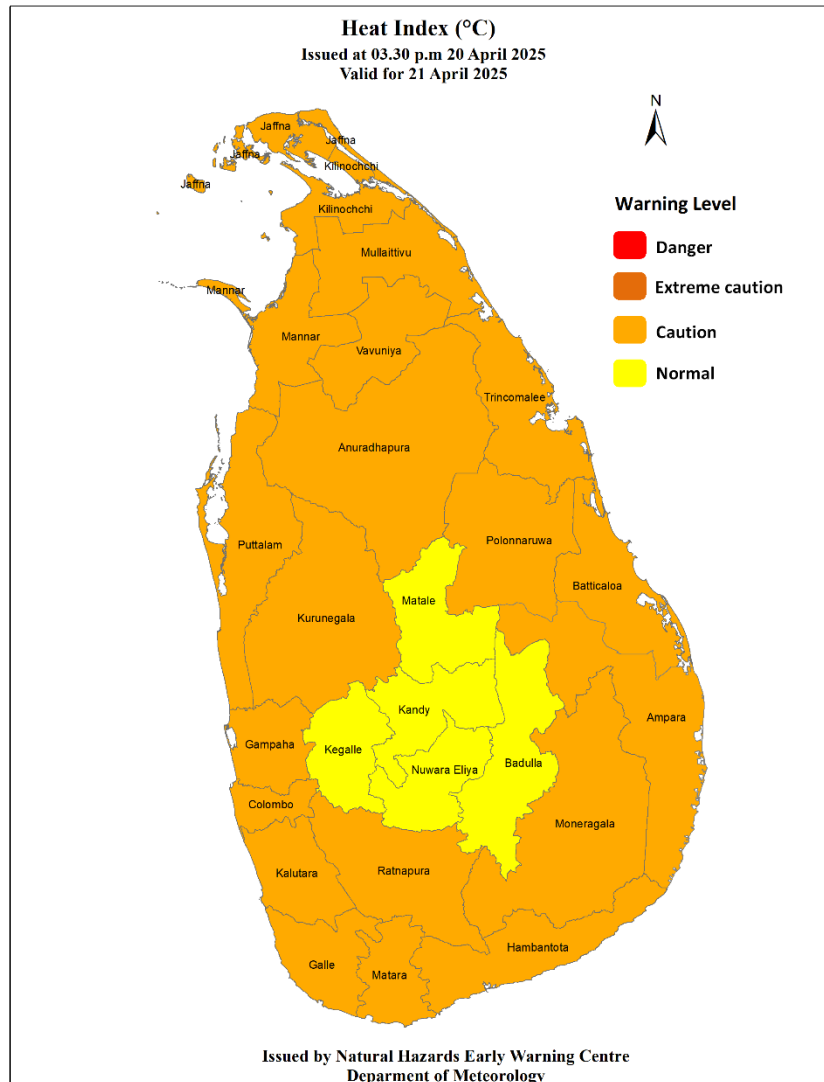 Heat Index (°C)
Issued at 03.30 p.m 20 April 2025
Valid for 21 April 2025
N
Jaffna
Jaffna
Jaffna
Kilinochchi
Jaffna
Kilinochchi
Mullaittivu
Mannar
Mannar
Vavuniya
Trincomalee
Anuradhapura
Puttalam
Polonnaruwa
Batticaloa
Matale
Kurunegala
Kandy
Ampara
Gampaha
Kegalle
Nuwara Eliya
Badulla
Colombo
Moneragala
Kalutara
Ratnapura
Hambantota
Galle
Matara
Warning Level
Danger
Extreme caution
Caution
Normal
Issued by Natural Hazards Early Warning Centre
Deparment of Meteorology